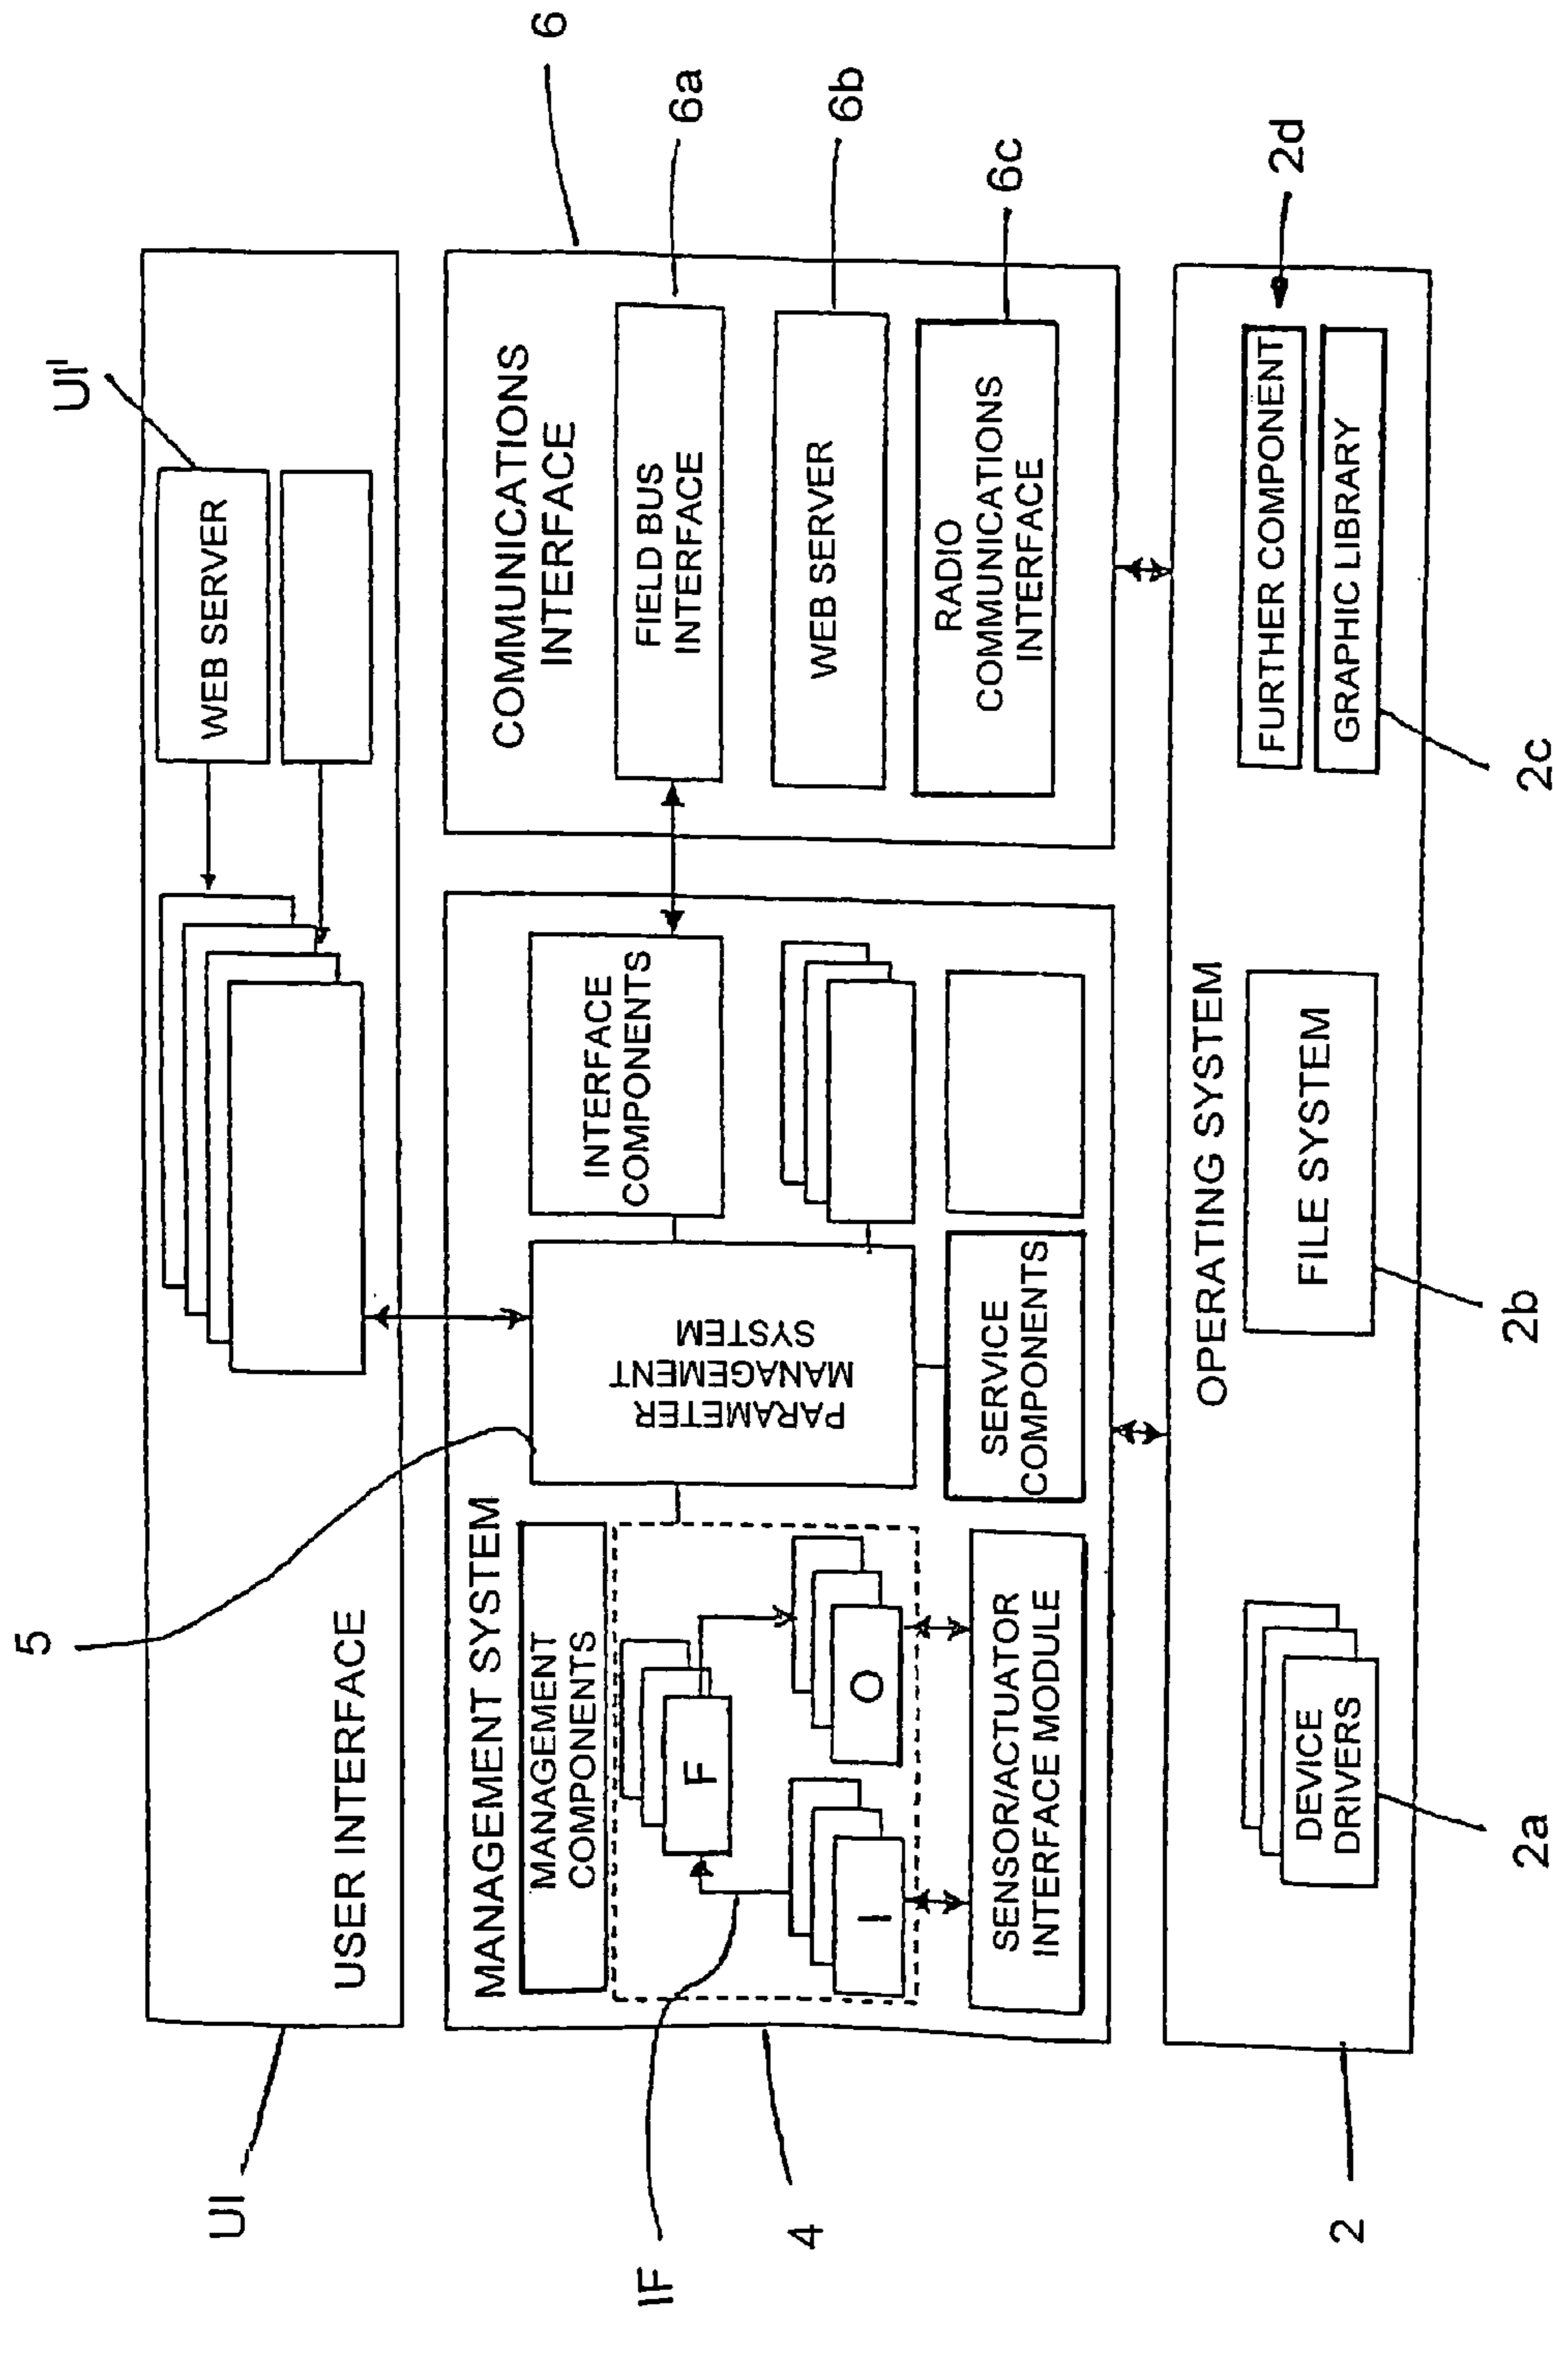 UI
USER INTERFACE
WEB SERVER
UI'
5
6
MANAGEMENT SYSTEM
MANAGEMENT
COMPONENTS
F
I
O
IF
SENSOR/ACTUATOR
INTERFACE MODULE
PARAMETER
MANAGEMENT
SYSTEM
SERVICE
COMPONENTS
INTERFACE
COMPONENTS
4
COMMUNICATIONS
INTERFACE
FIELD BUS
INTERFACE
6a
WEB SERVER
6b
RADIO
COMMUNICATIONS
INTERFACE
6c
OPERATING SYSTEM
DEVICE
DRIVERS
FILE SYSTEM
FURTHER COMPONENT
GRAPHIC LIBRARY
2d
2
2a
2b
2c